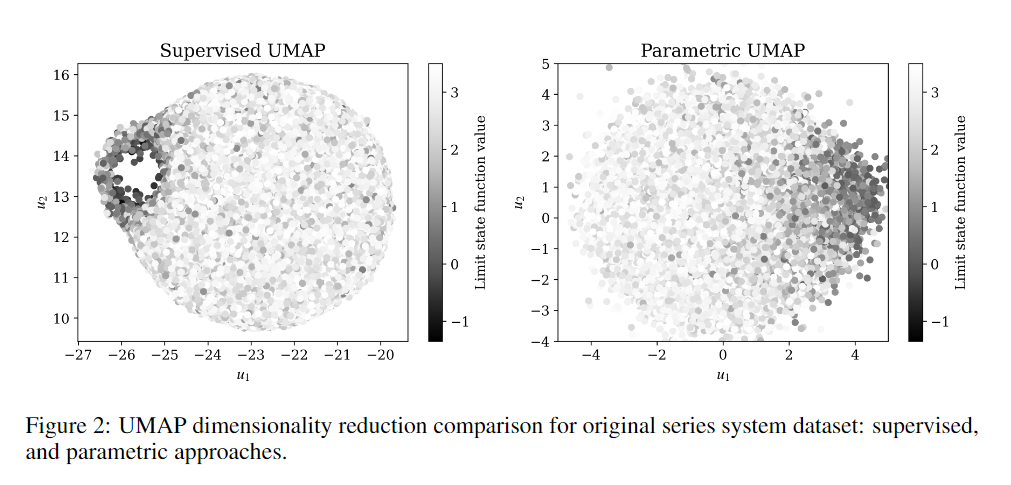 Supervised UMAP
16
15
14
13
12
11
10
u2
−27 −26 −25 −24 −23 −22 −21 −20
u1
3
2
1
0
−1
Limit state function value
Parametric UMAP
5
4
3
2
1
0
−1
−2
−3
−4
u2
−4 −2 0 2 4
u1
3
2
1
0
−1
Limit state function value
Figure 2: UMAP dimensionality reduction comparison for original series system dataset: supervised,
and parametric approaches.